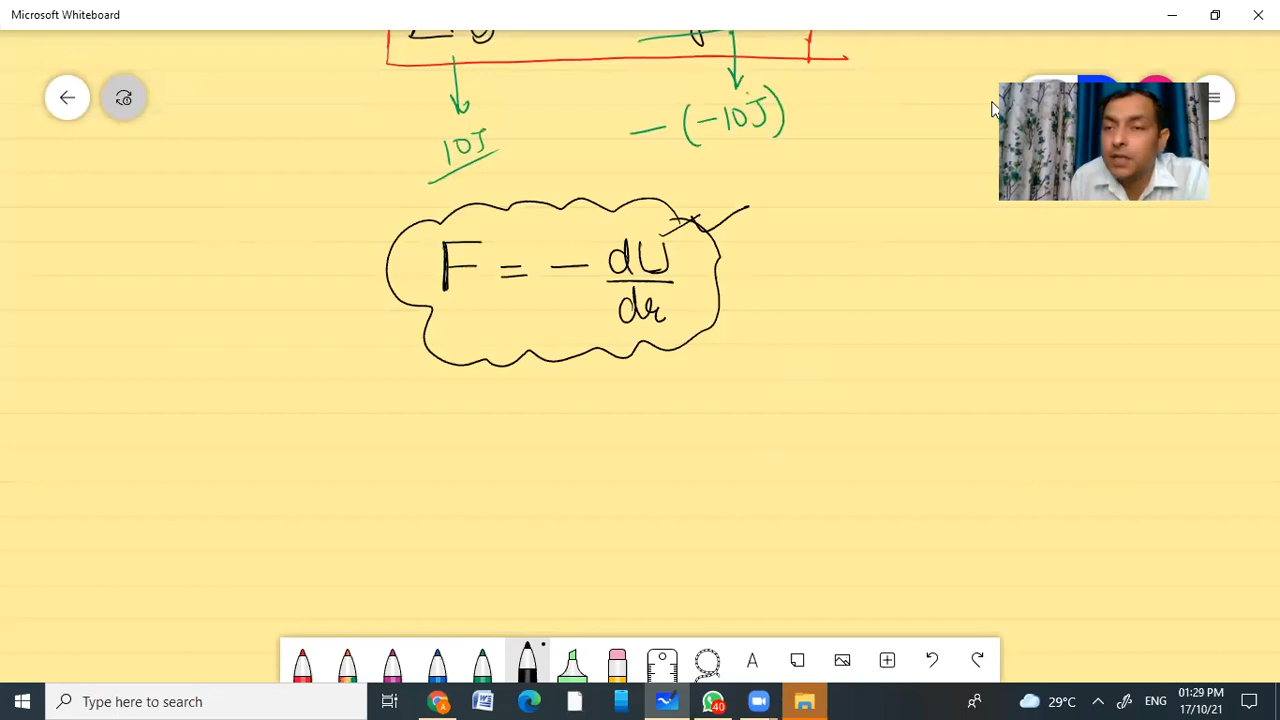 Microsoft Whiteboard
10J
– (–10J)
F = – dU/dr
A
Type here to search
40
29°C
ENG
01:29 PM
17/10/21